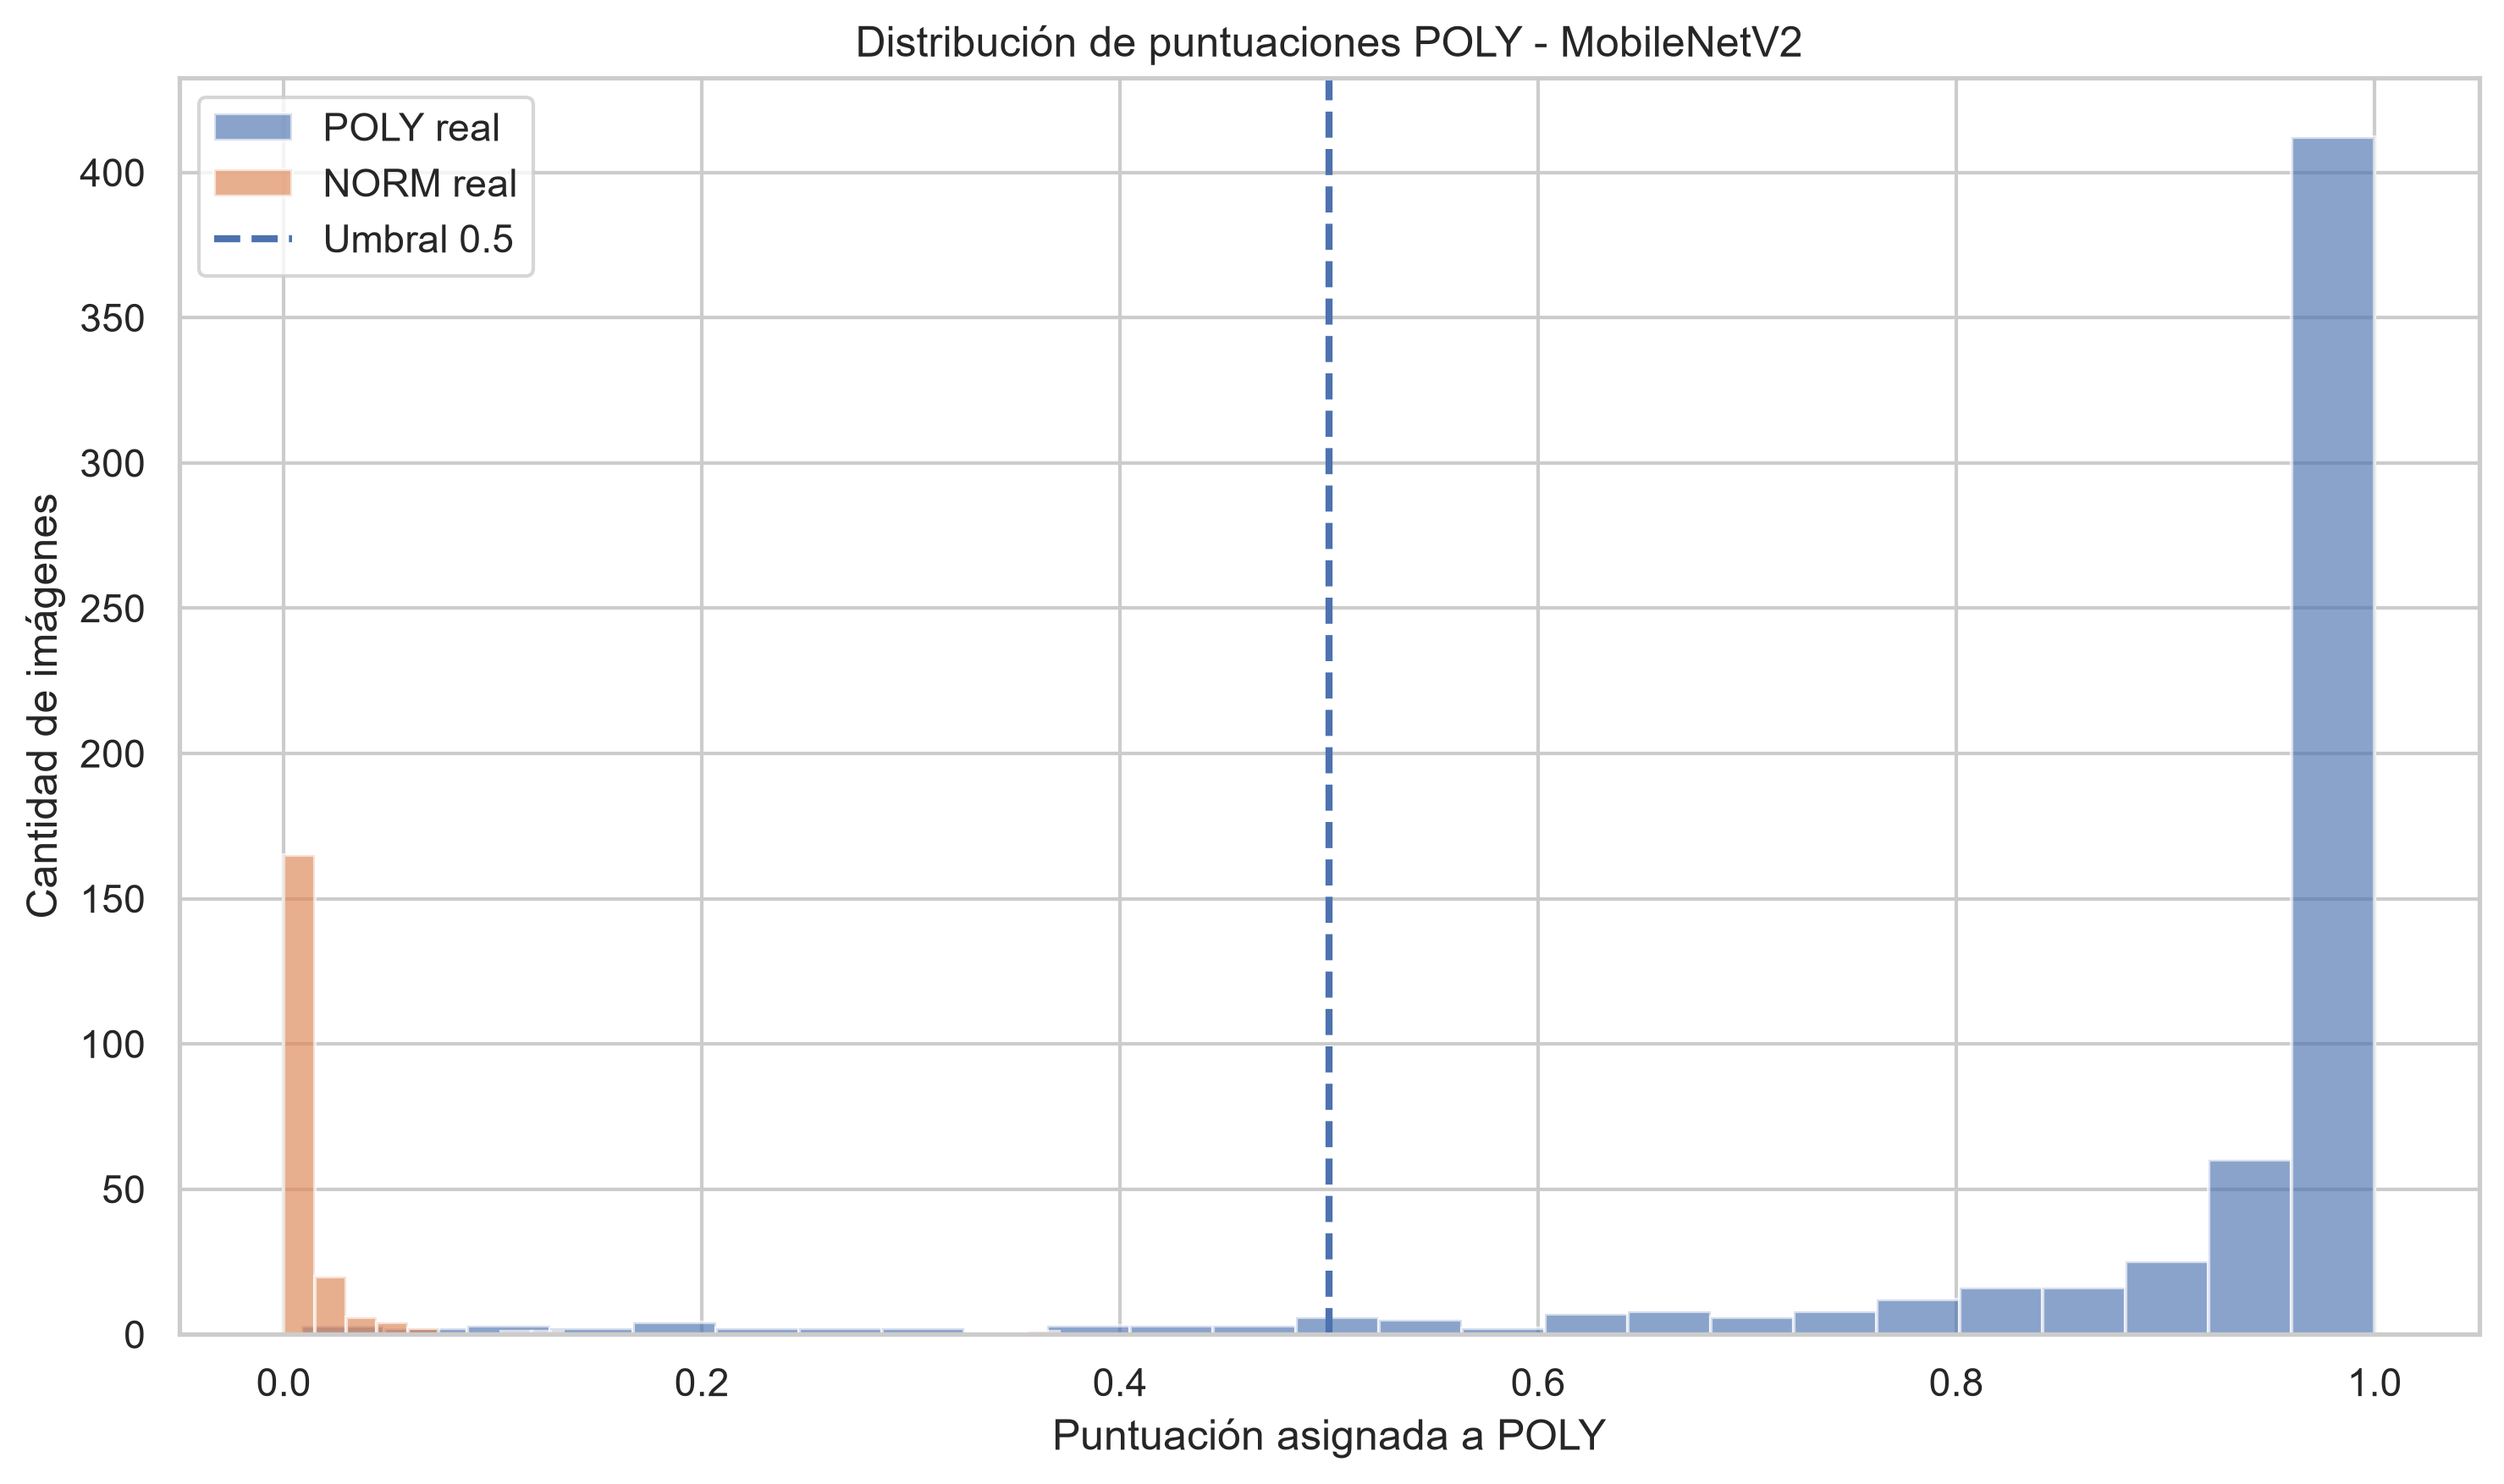 Distribución de puntuaciones POLY - MobileNetV2
POLY real
NORM real
Umbral 0.5
Cantidad de imágenes
400
350
300
250
200
150
100
50
0
0.0 0.2 0.4 0.6 0.8 1.0
Puntuación asignada a POLY